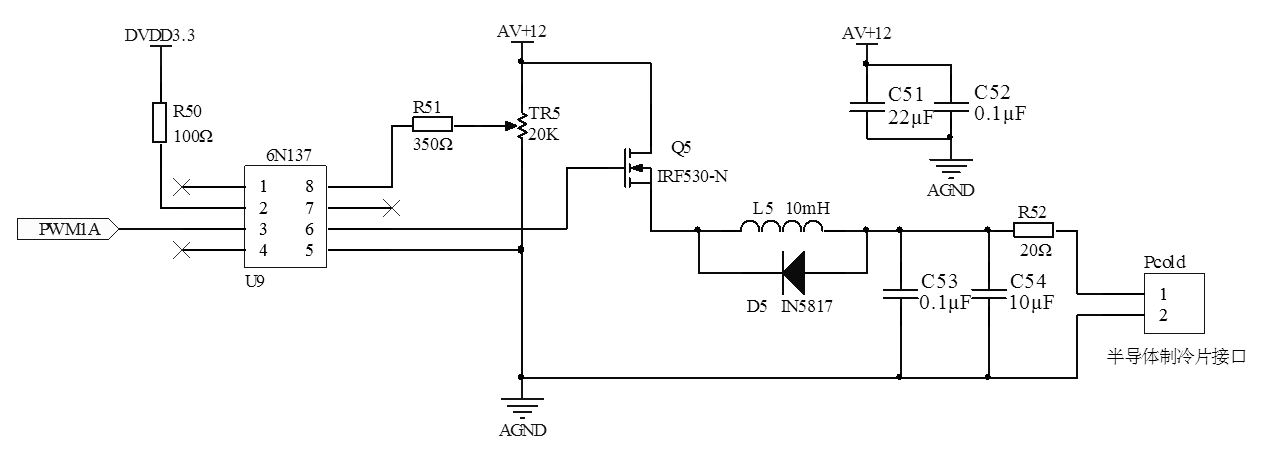 DVDD3.3
R50
100Ω
R51
350Ω
AV+12
TR5
20K
6N137
1
2
3
4
8
7
6
5
U9
PWM1A
Q5
IRF530-N
AV+12
C51
22μF
C52
0.1μF
AGND
L5 10mH
D5 IN5817
C53
0.1μF
C54
10μF
R52
20Ω
Pcold
1
2
半导体制冷片接口
AGND